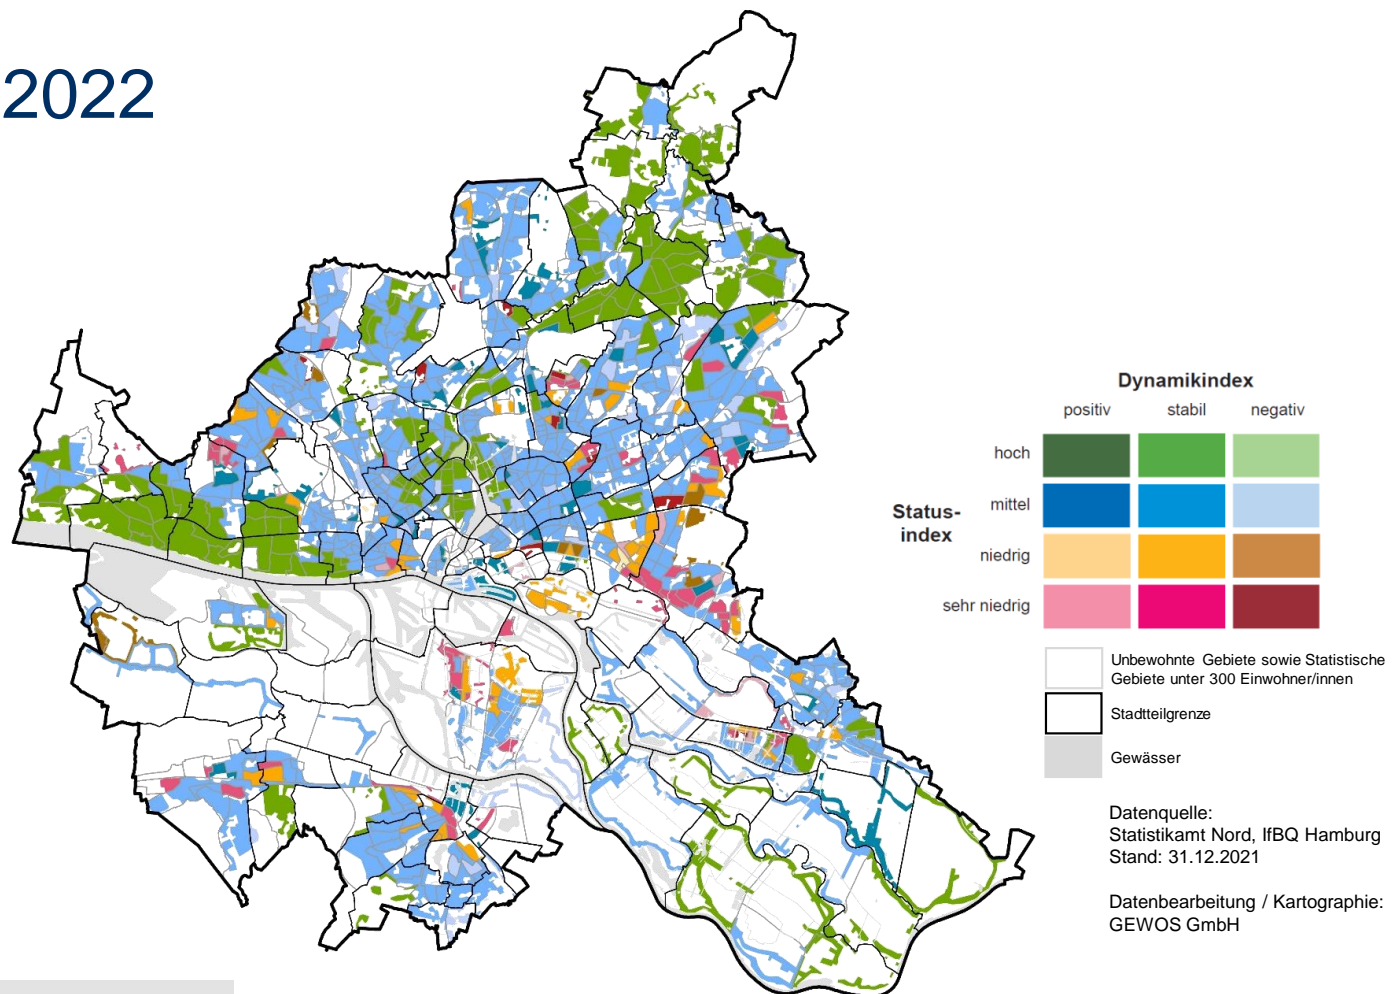 2022
Dynamikindex
positiv stabil negativ
hoch
mittel
Status-
index
niedrig
sehr niedrig
Unbewohnte Gebiete sowie Statistische
Gebiete unter 300 Einwohner/innen
Stadtteilgrenze
Gewässer
Datenquelle:
Statistikamt Nord, IfBQ Hamburg
Stand: 31.12.2021
Datenbearbeitung / Kartographie:
GEWOS GmbH